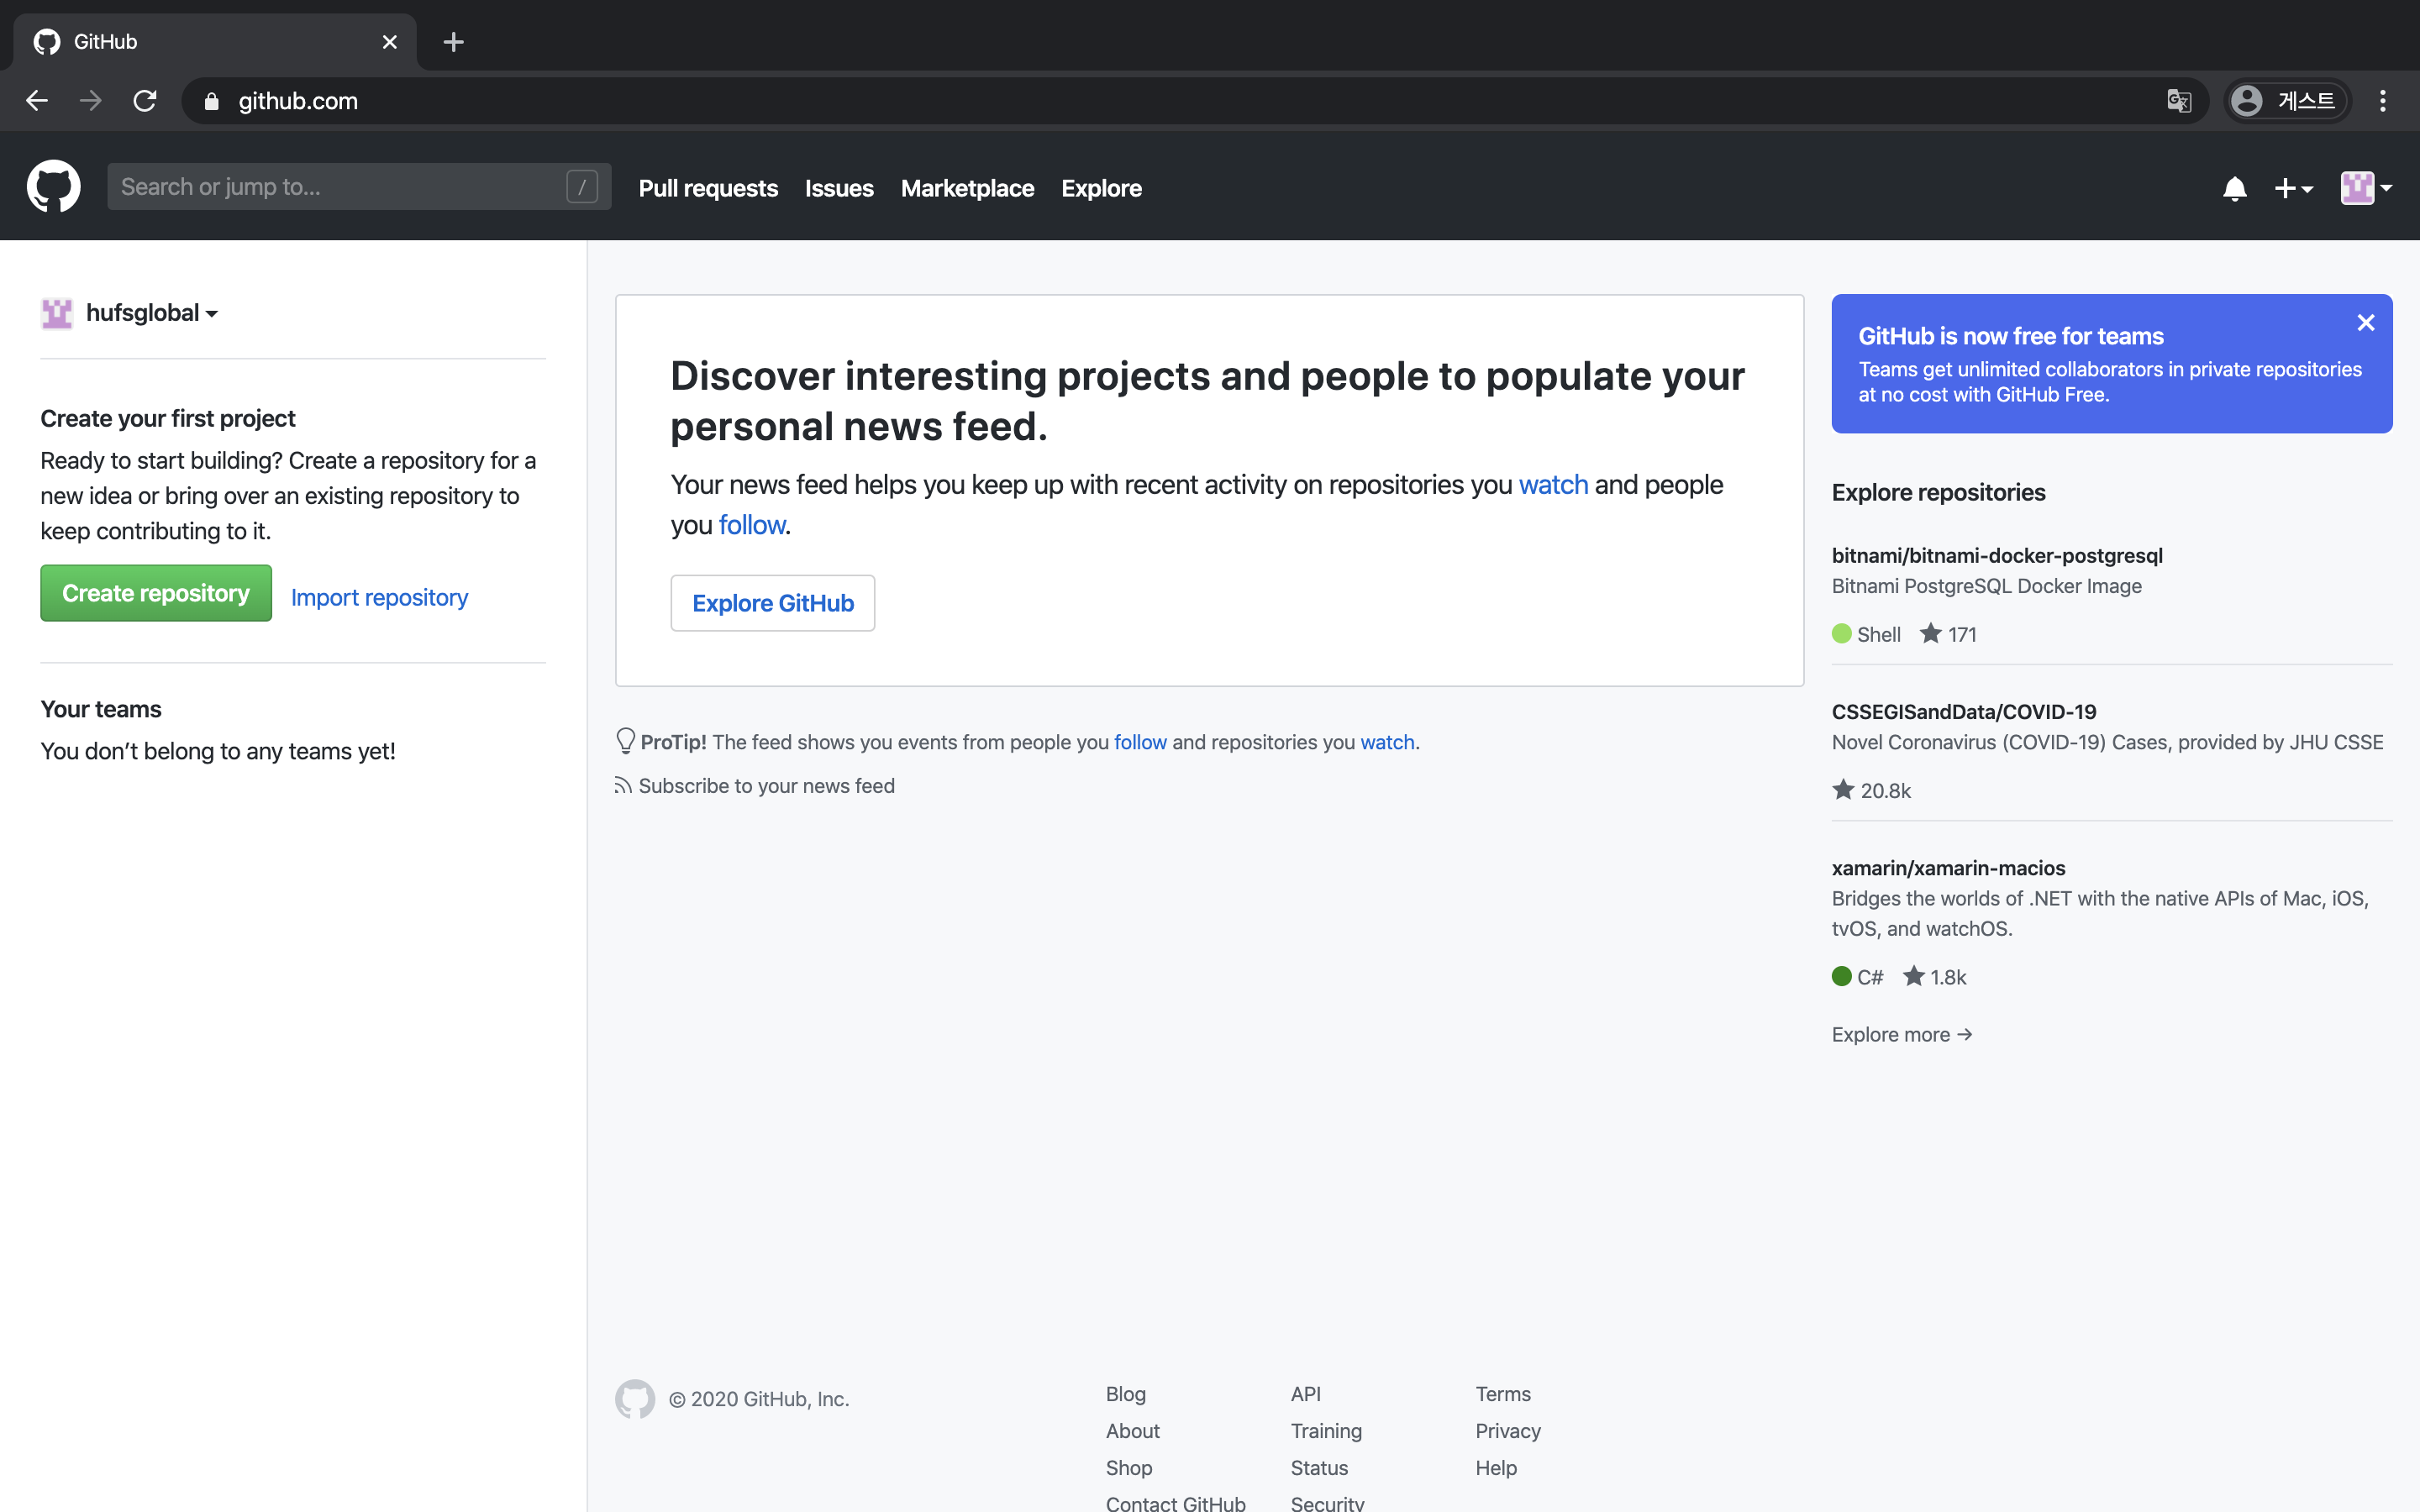 GitHub
github.com
게스트
Search or jump to...
/
Pull requests
Issues
Marketplace
Explore
hufsglobal
Create your first project
Ready to start building? Create a repository for a
new idea or bring over an existing repository to
keep contributing to it.
Create repository
Import repository
Your teams
You don’t belong to any teams yet!
Discover interesting projects and people to populate your
personal news feed.
Your news feed helps you keep up with recent activity on repositories you watch and people
you follow.
Explore GitHub
ProTip! The feed shows you events from people you follow and repositories you watch.
Subscribe to your news feed
GitHub is now free for teams
Teams get unlimited collaborators in private repositories
at no cost with GitHub Free.
Explore repositories
bitnami/bitnami-docker-postgresql
Bitnami PostgreSQL Docker Image
Shell 171
CSSEGISandData/COVID-19
Novel Coronavirus (COVID-19) Cases, provided by JHU CSSE
20.8k
xamarin/xamarin-macios
Bridges the worlds of .NET with the native APIs of Mac, iOS,
tvOS, and watchOS.
C# 1.8k
Explore more →
© 2020 GitHub, Inc.
Blog
About
Shop
Contact GitHub
API
Training
Status
Security
Terms
Privacy
Help